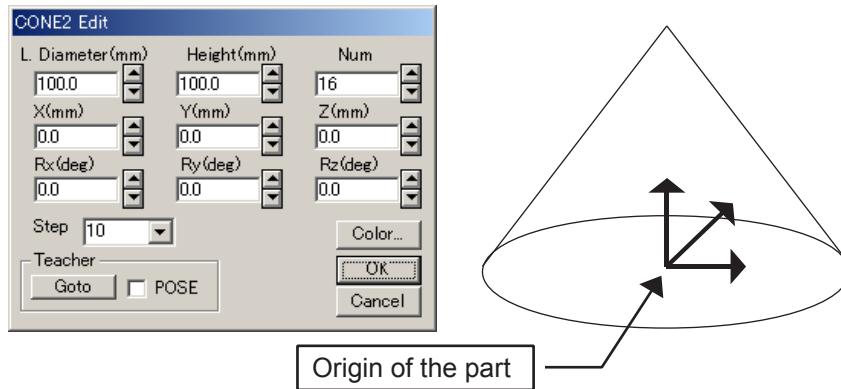 CONE2 Edit
L. Diameter(mm) Height(mm) Num
100.0 100.0 16
X(mm) Y(mm) Z(mm)
0.0 0.0 0.0
Rx(deg) Ry(deg) Rz(deg)
0.0 0.0 0.0
Step 10 Color...
Teacher OK
Goto POSE Cancel
Origin of the part